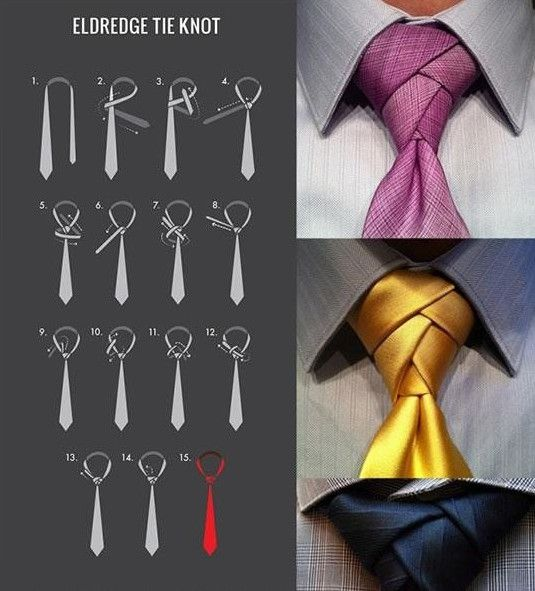 ELDREDGE TIE KNOT
1. 2. 3. 4.
5. 6. 7. 8.
9. 10. 11. 12.
13. 14. 15.